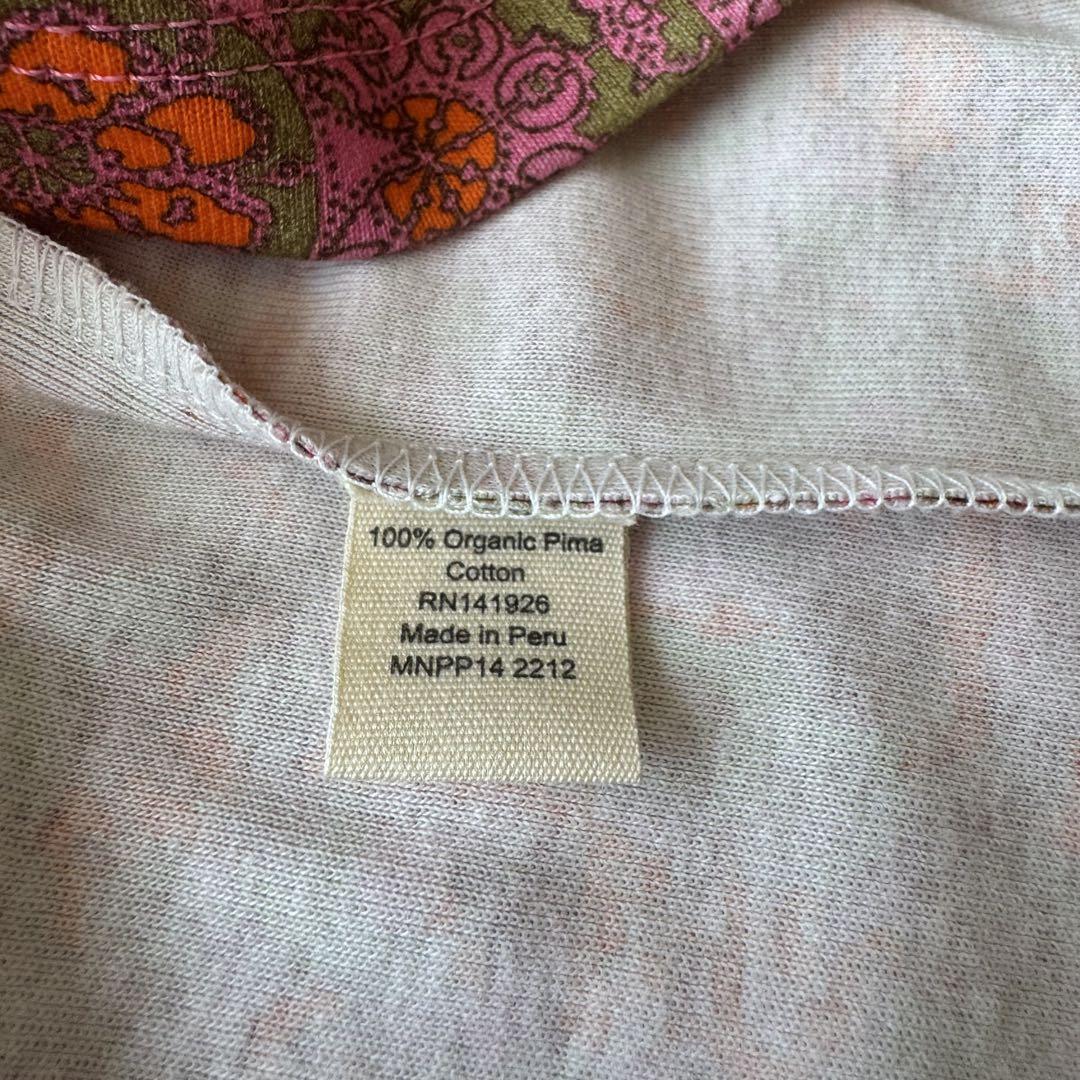 100% Organic Pima
Cotton
RN141926
Made in Peru
MNPP14 2212